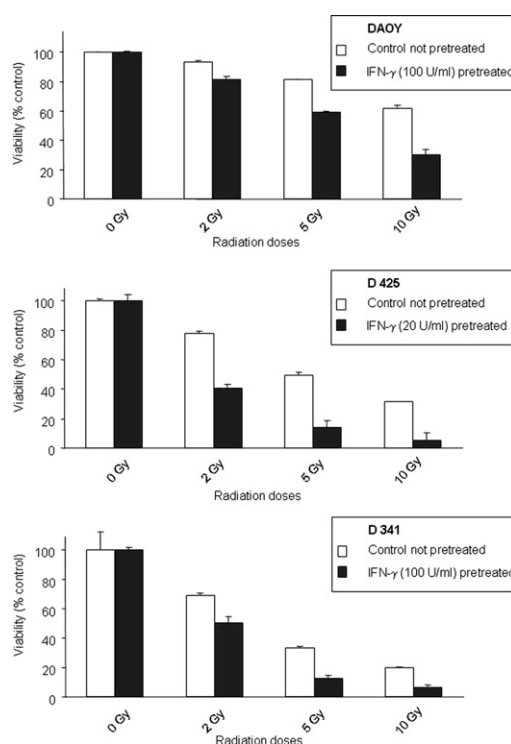 DAOY
Control not pretreated
IFN-γ (100 U/ml) pretreated
Viability (% control)
100
80
60
40
20
0
0 Gy
2 Gy
5 Gy
10 Gy
Radiation doses
D 425
Control not pretreated
IFN-γ (20 U/ml) pretreated
Viability (% control)
100
80
60
40
20
0
0 Gy
2 Gy
5 Gy
10 Gy
Radiation doses
D 341
Control not pretreated
IFN-γ (100 U/ml) pretreated
Viability (% control)
100
80
60
40
20
0
0 Gy
2 Gy
5 Gy
10 Gy
Radiation doses